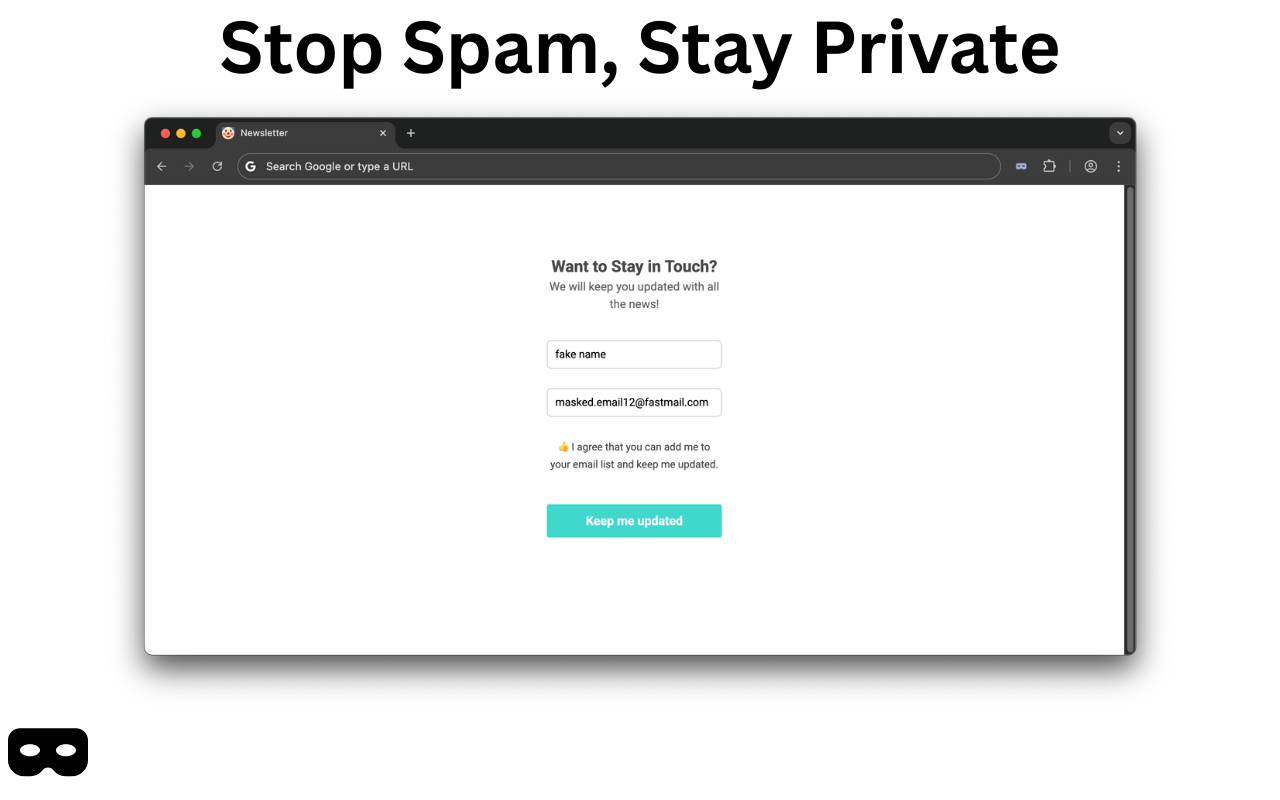 Stop Spam, Stay Private
Newsletter
Search Google or type a URL
Want to Stay in Touch?
We will keep you updated with all
the news!
fake name
masked.email12@fastmail.com
👍 I agree that you can add me to
your email list and keep me updated.
Keep me updated